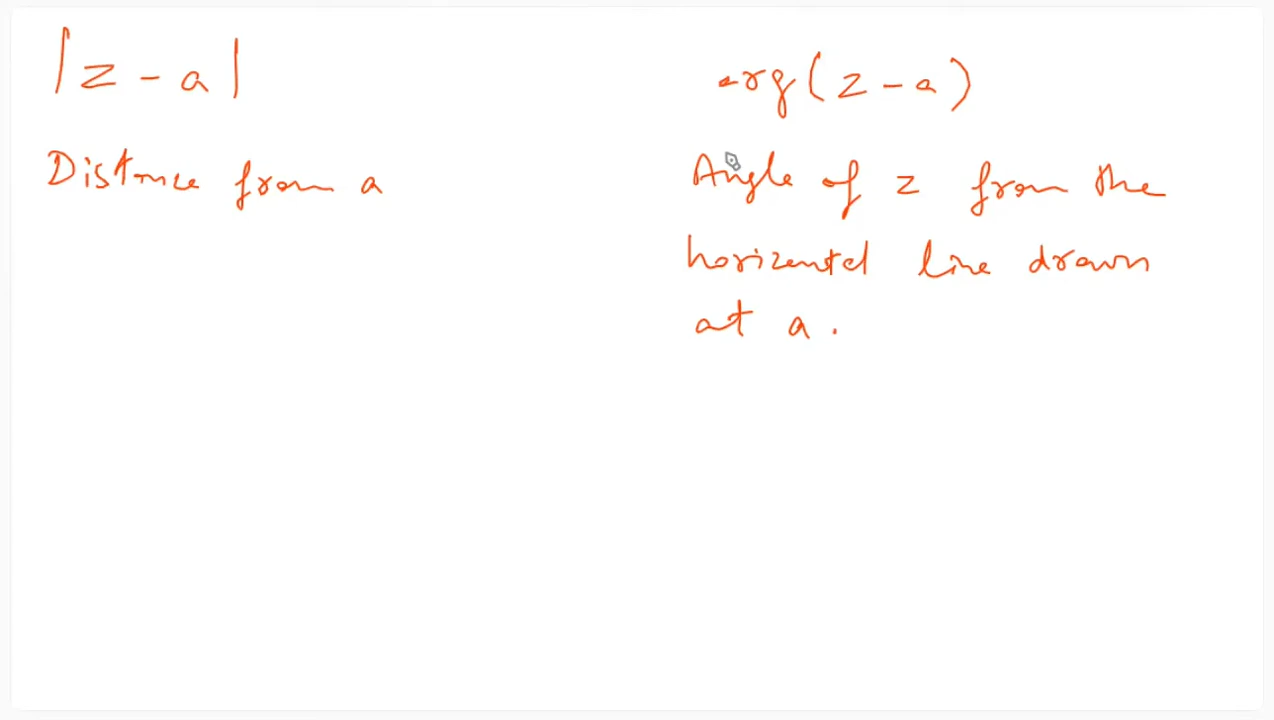 |z - a|
Distance from a
arg(z - a)
Angle of z from the
horizontal line drawn
at a.